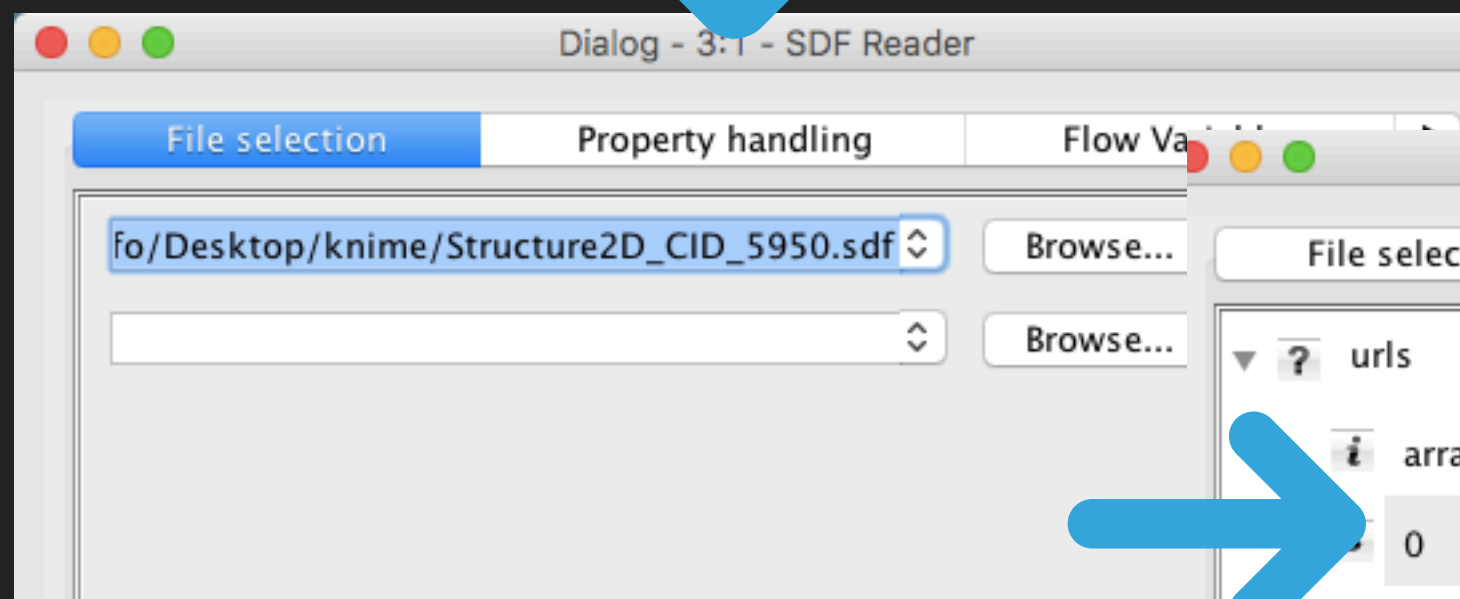 Dialog - 3:1 - SDF Reader
File selection
Property handling
Flow
fo/Desktop/knime/Structure2D_CID_5950.sdf
Browse...
Browse...
File selec
? urls
i arra
0